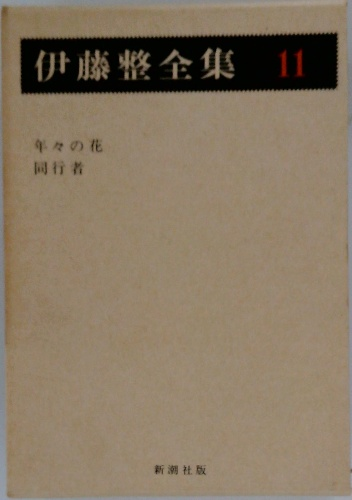 伊藤整全集 11
年々の花
同行者
新潮社版